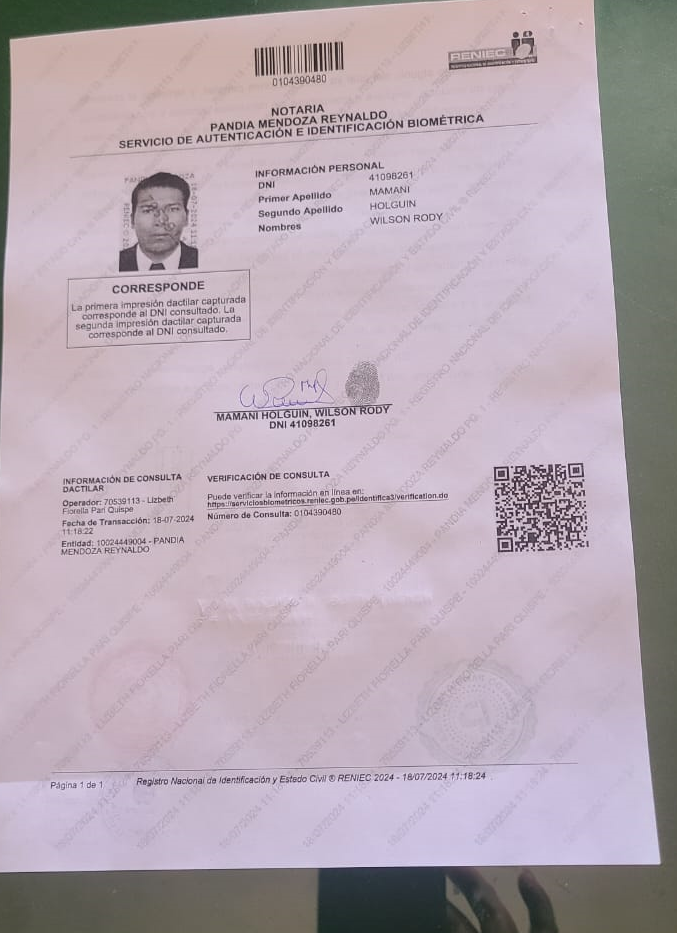 0104390480
RENIEC
NOTARIA
PANDIA MENDOZA REYNALDO
SERVICIO DE AUTENTICACIÓN E IDENTIFICACIÓN BIOMÉTRICA
INFORMACIÓN PERSONAL
DNI 41098261
Primer Apellido MAMANI
Segundo Apellido HOLGUIN
Nombres WILSON RODY
CORRESPONDE
La primera impresión dactilar capturada
corresponde al DNI consultado. La
segunda impresión dactilar capturada
corresponde al DNI consultado.
MAMANI HOLGUIN, WILSON RODY
DNI 41098261
INFORMACIÓN DE CONSULTA
DACTILAR
Operador: 70539113 - Lizbeth
Fiorella Pari Quispe
Fecha de Transacción: 18-07-2024
11:18:22
Entidad: 10024449004 - PANDIA
MENDOZA REYNALDO
VERIFICACIÓN DE CONSULTA
Puede verificar la información en línea en:
https://serviciosbiometricos.reniec.gob.pe/identifica3/verification.do
Número de Consulta: 0104390480
Página 1 de 1
Registro Nacional de Identificación y Estado Civil ® RENIEC 2024 - 18/07/2024 11:18:24